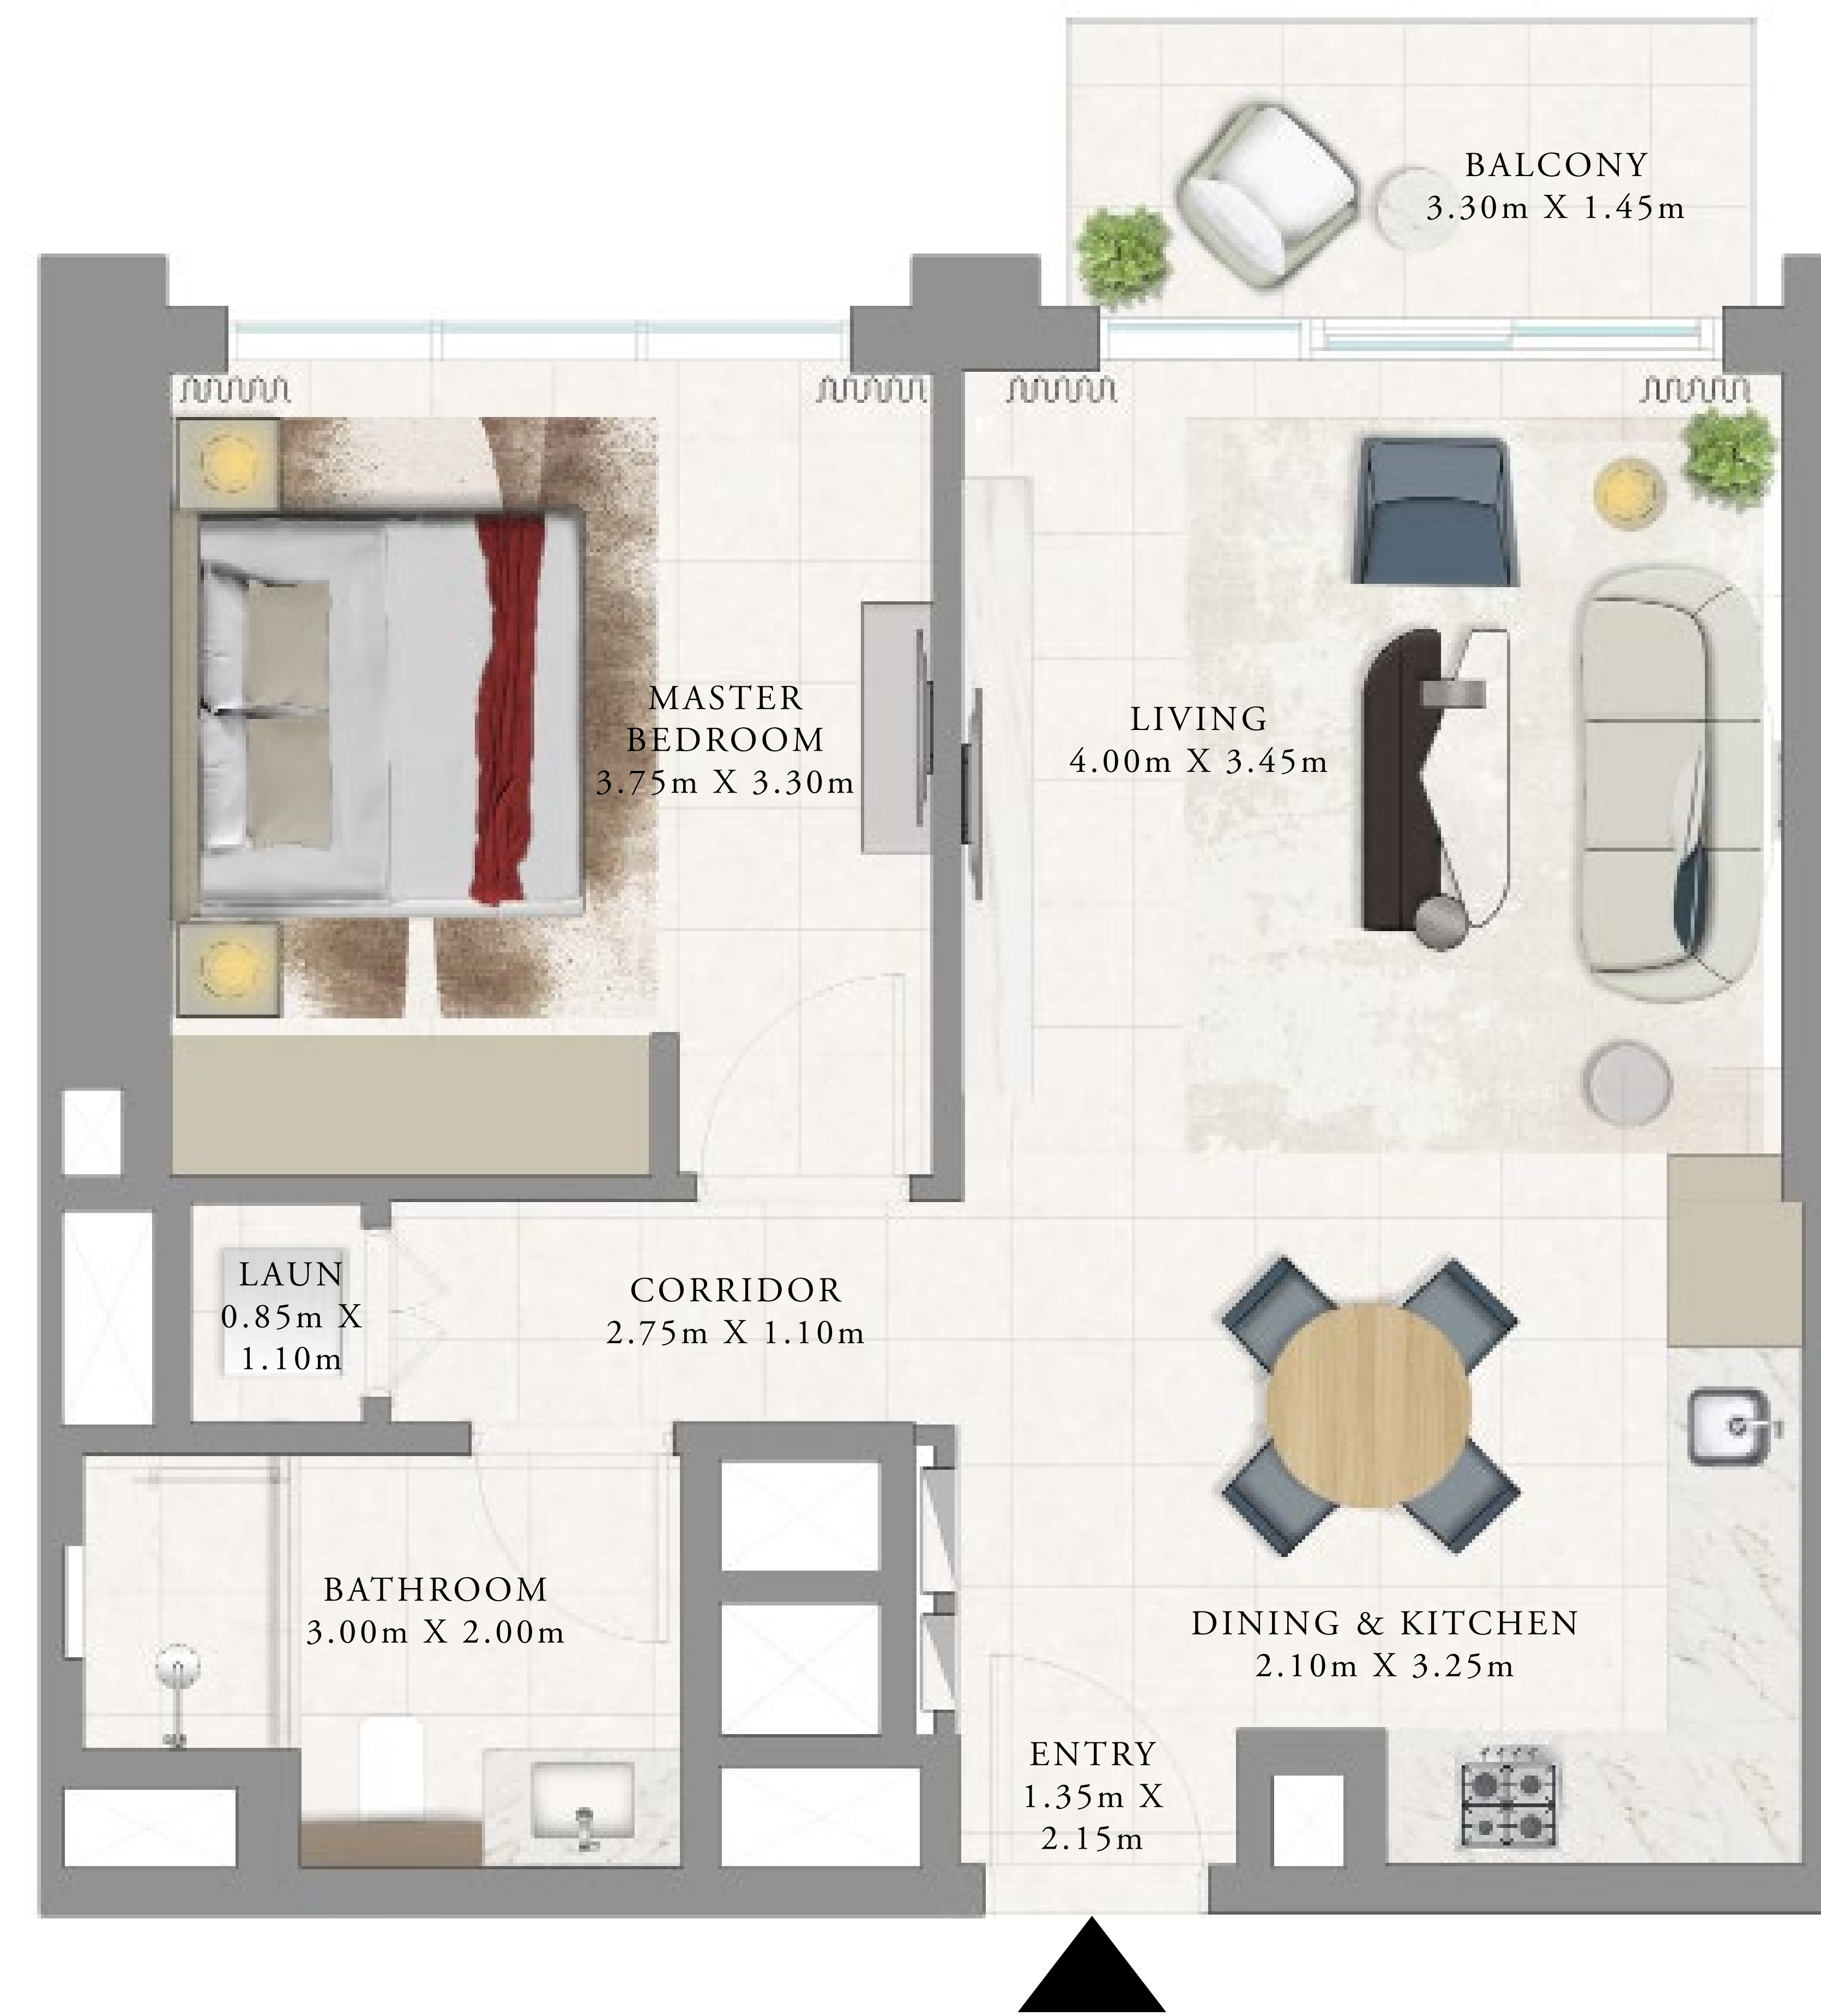 BALCONY
3.30m X 1.45m
MASTER
BEDROOM
3.75m X 3.30m
LIVING
4.00m X 3.45m
LAUN
0.85m X
1.10m
CORRIDOR
2.75m X 1.10m
BATHROOM
3.00m X 2.00m
DINING & KITCHEN
2.10m X 3.25m
ENTRY
1.35m X
2.15m